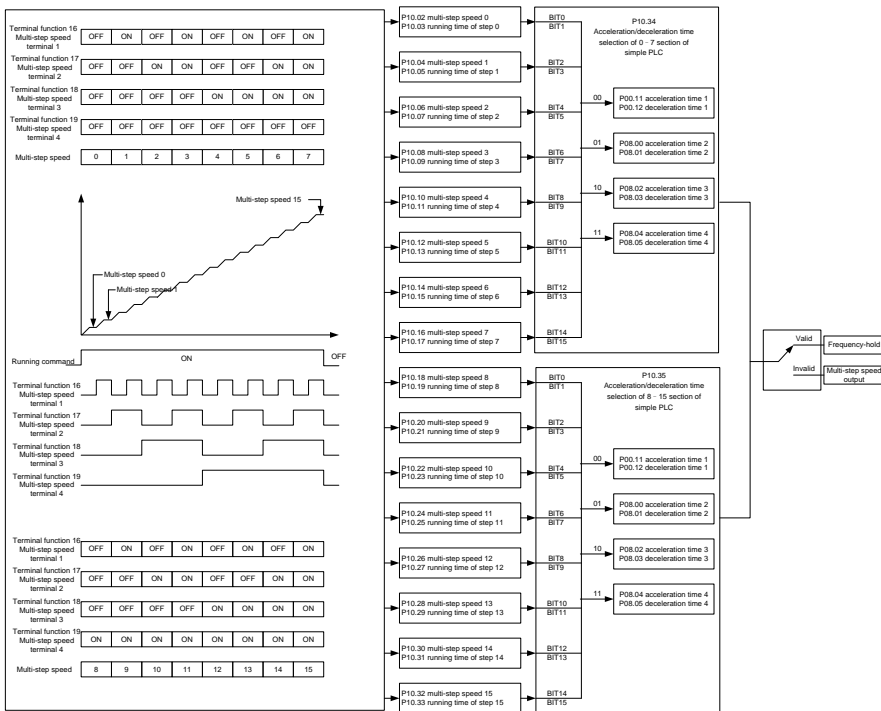 Terminal function 16
Multi-step speed
terminal 1
OFF ON OFF ON OFF ON OFF ON
Terminal function 17
Multi-step speed
terminal 2
OFF OFF ON ON OFF OFF ON ON
Terminal function 18
Multi-step speed
terminal 3
OFF OFF OFF OFF ON ON ON ON
Terminal function 19
Multi-step speed
terminal 4
OFF OFF OFF OFF OFF OFF OFF OFF
Multi-step speed
0 1 2 3 4 5 6 7
Multi-step speed 15
Multi-step speed 0
Multi-step speed 1
Running command
ON
OFF
Terminal function 16
Multi-step speed
terminal 1
Terminal function 17
Multi-step speed
terminal 2
Terminal function 18
Multi-step speed
terminal 3
Terminal function 19
Multi-step speed
terminal 4
Terminal function 16
Multi-step speed
terminal 1
OFF ON OFF ON OFF ON OFF ON
Terminal function 17
Multi-step speed
terminal 2
OFF OFF ON ON OFF OFF ON ON
Terminal function 18
Multi-step speed
terminal 3
OFF OFF OFF OFF ON ON ON ON
Terminal function 19
Multi-step speed
terminal 4
ON ON ON ON ON ON ON ON
Multi-step speed
8 9 10 11 12 13 14 15
P10.02 multi-step speed 0
P10.03 running time of step 0
P10.04 multi-step speed 1
P10.05 running time of step 1
P10.06 multi-step speed 2
P10.07 running time of step 2
P10.08 multi-step speed 3
P10.09 running time of step 3
P10.10 multi-step speed 4
P10.11 running time of step 4
P10.12 multi-step speed 5
P10.13 running time of step 5
P10.14 multi-step speed 6
P10.15 running time of step 6
P10.16 multi-step speed 7
P10.17 running time of step 7
P10.18 multi-step speed 8
P10.19 running time of step 8
P10.20 multi-step speed 9
P10.21 running time of step 9
P10.22 multi-step speed 10
P10.23 running time of step 10
P10.24 multi-step speed 11
P10.25 running time of step 11
P10.26 multi-step speed 12
P10.27 running time of step 12
P10.28 multi-step speed 13
P10.29 running time of step 13
P10.30 multi-step speed 14
P10.31 running time of step 14
P10.32 multi-step speed 15
P10.33 running time of step 15
BIT0
BIT1
BIT2
BIT3
BIT4
BIT5
BIT6
BIT7
BIT8
BIT9
BIT10
BIT11
BIT12
BIT13
BIT14
BIT15
P10.34
Acceleration/deceleration time
selection of 0 - 7 section of
simple PLC
00
P00.11 acceleration time 1
P00.12 deceleration time 1
01
P08.00 acceleration time 2
P08.01 deceleration time 2
10
P08.02 acceleration time 3
P08.03 deceleration time 3
11
P08.04 acceleration time 4
P08.05 deceleration time 4
BIT0
BIT1
BIT2
BIT3
BIT4
BIT5
BIT6
BIT7
BIT8
BIT9
BIT10
BIT11
BIT12
BIT13
BIT14
BIT15
P10.35
Acceleration/deceleration time
selection of 8 - 15 section of
simple PLC
00
P00.11 acceleration time 1
P00.12 deceleration time 1
01
P08.00 acceleration time 2
P08.01 deceleration time 2
10
P08.02 acceleration time 3
P08.03 deceleration time 3
11
P08.04 acceleration time 4
P08.05 deceleration time 4
Valid
Frequency-hold
Invalid
Multi-step speed
output